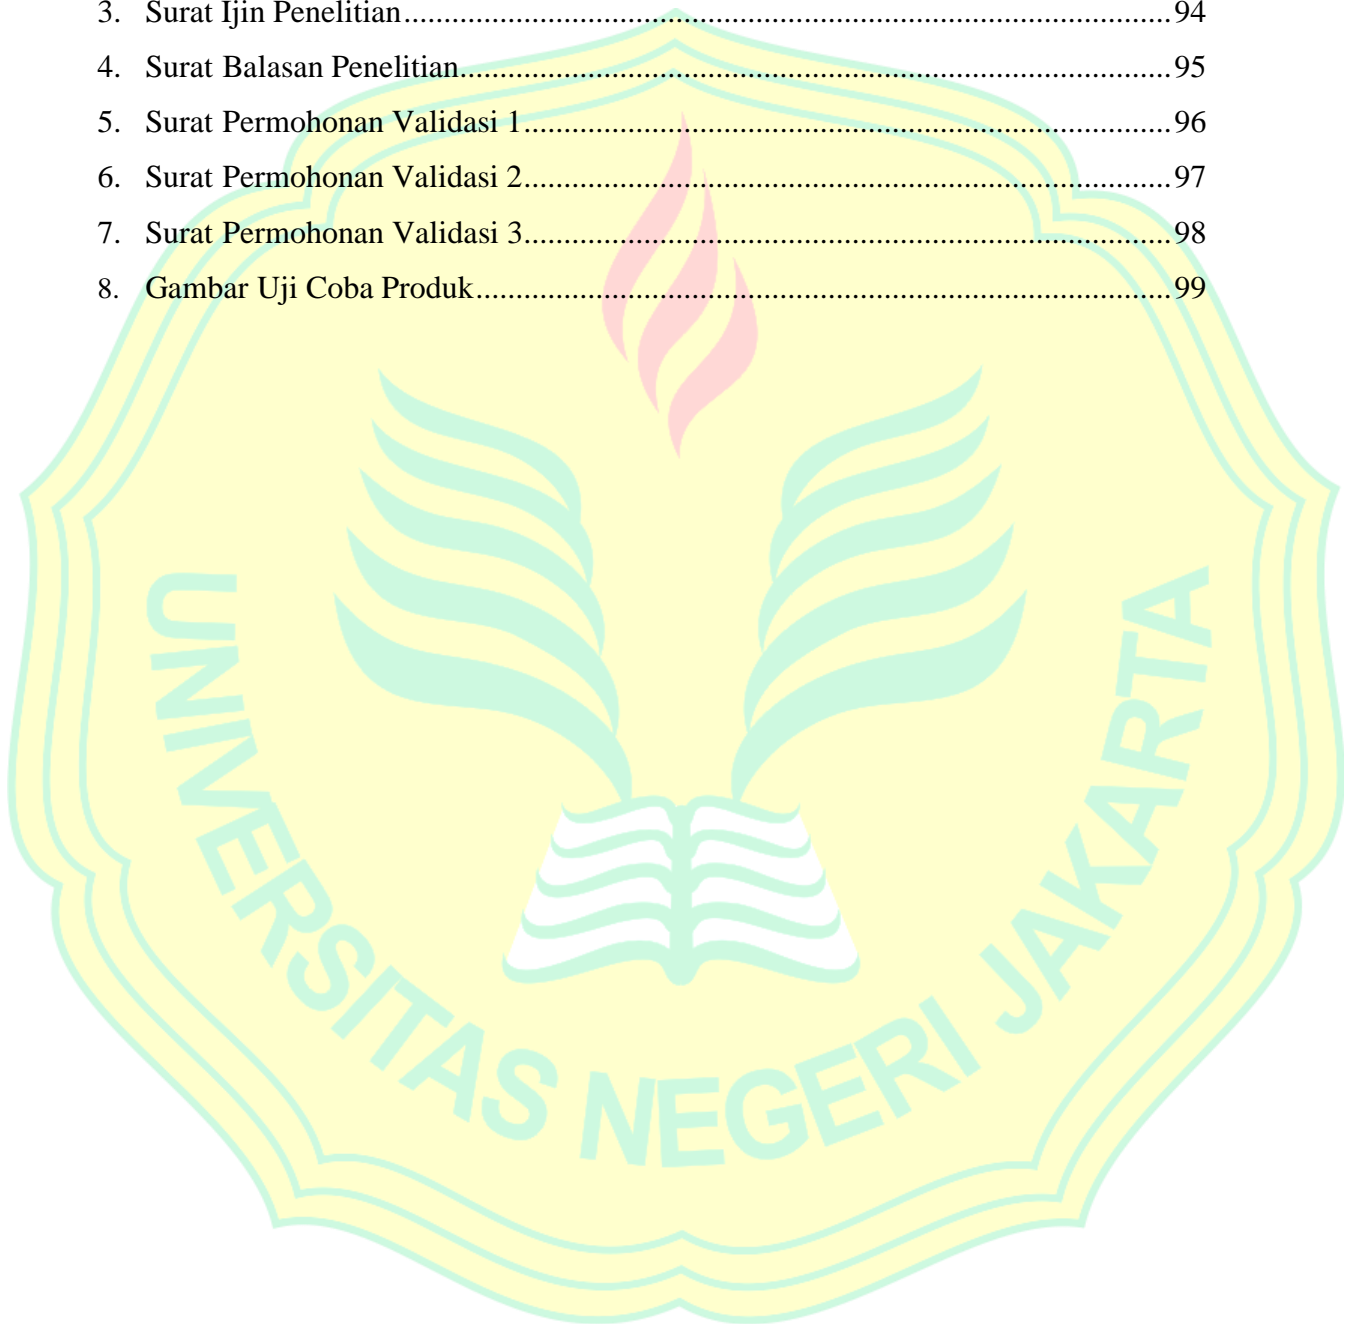 3. Surat Ijin Penelitian................................................................................................94
4. Surat Balasan Penelitian.........................................................................................95
5. Surat Permohonan Validasi 1.................................................................................96
6. Surat Permohonan Validasi 2.................................................................................97
7. Surat Permohonan Validasi 3.................................................................................98
8. Gambar Uji Coba Produk.......................................................................................99
UNIVERSITAS NEGERI JAKARTA